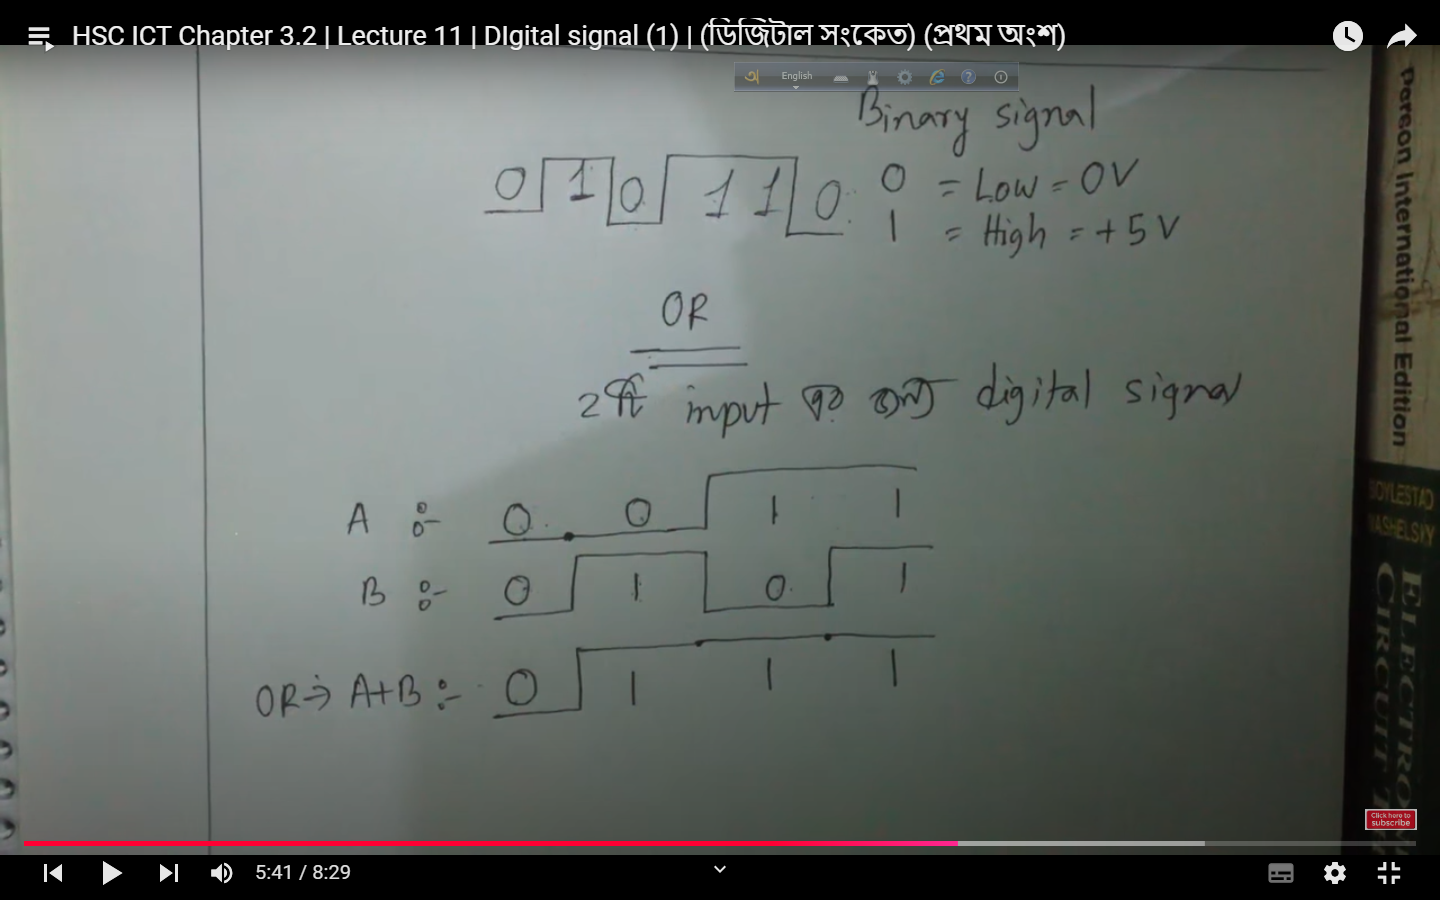 HSC ICT Chapter 3.2 | Lecture 11 | DIgital signal (1) | (ডিজিটাল সংকেত) (প্রথম অংশ)
অ English
Binary signal
0 1 0 1 1 0
0 = Low = 0V
1 = High = +5V
OR
2টি input এর জন্য digital signal
A :- 0 0 1 1
B :- 0 1 0 1
OR → A+B :- 0 1 1 1
Pearson International Edition
BOYLESTAD
NASHELSKY
ELECTRO
CIRCUIT
Click here to
subscribe
5:41 / 8:29